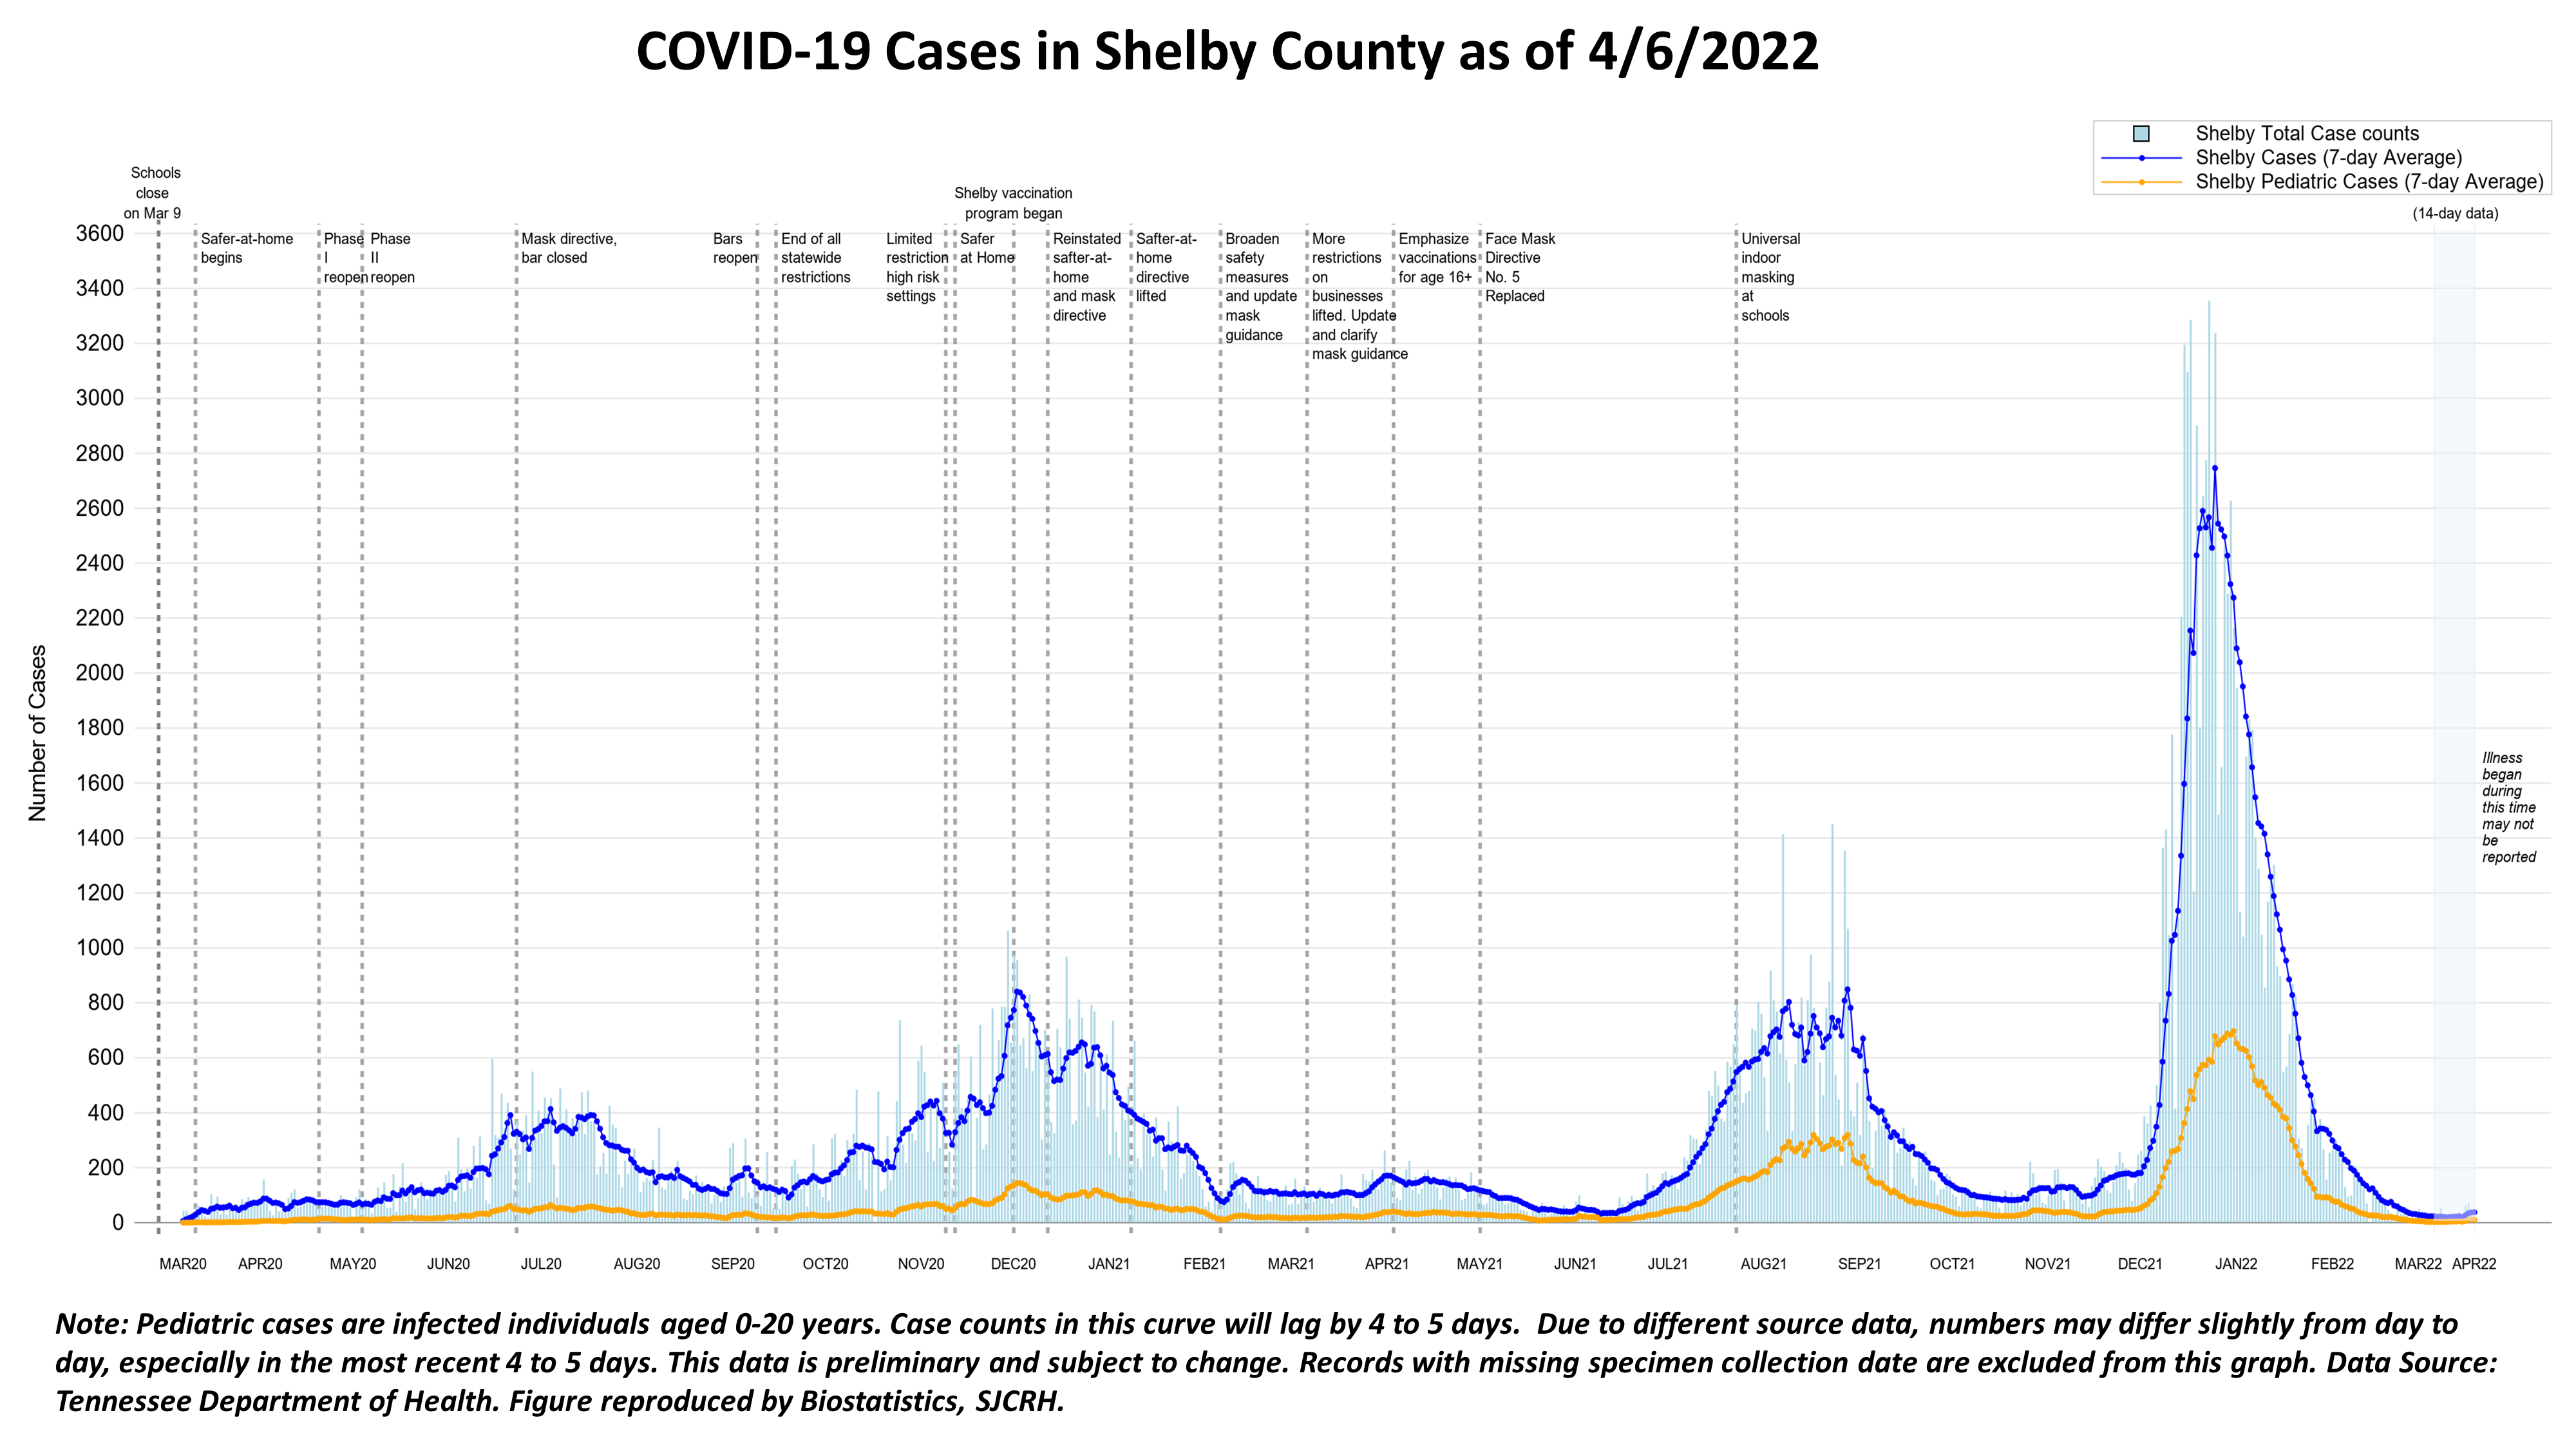 COVID-19 Cases in Shelby County as of 4/6/2022
Shelby Total Case counts
Shelby Cases (7-day Average)
Shelby Pediatric Cases (7-day Average)
(14-day data)
Schools
close
on Mar 9
Safer-at-home
begins
Phase
I
reopen
Phase
II
reopen
Mask directive,
bar closed
Bars
reopen
End of all
statewide
restrictions
Limited
restriction
high risk
settings
Shelby vaccination
program began
Safer
at Home
Reinstated
safter-at-
home
and mask
directive
Safter-at-
home
directive
lifted
Broaden
safety
measures
and update
mask
guidance
More
restrictions
on
businesses
lifted. Update
and clarify
mask guidance
Emphasize
vaccinations
for age 16+
Face Mask
Directive
No. 5
Replaced
Universal
indoor
masking
at
schools
Number of Cases
3600
3400
3200
3000
2800
2600
2400
2200
2000
1800
1600
1400
1200
1000
800
600
400
200
0
Illness
began
during
this time
may not
be
reported
MAR20 APR20 MAY20 JUN20 JUL20 AUG20 SEP20 OCT20 NOV20 DEC20 JAN21 FEB21 MAR21 APR21 MAY21 JUN21 JUL21 AUG21 SEP21 OCT21 NOV21 DEC21 JAN22 FEB22 MAR22 APR22
Note: Pediatric cases are infected individuals aged 0-20 years. Case counts in this curve will lag by 4 to 5 days.  Due to different source data, numbers may differ slightly from day to
day, especially in the most recent 4 to 5 days. This data is preliminary and subject to change. Records with missing specimen collection date are excluded from this graph. Data Source:
Tennessee Department of Health. Figure reproduced by Biostatistics, SJCRH.